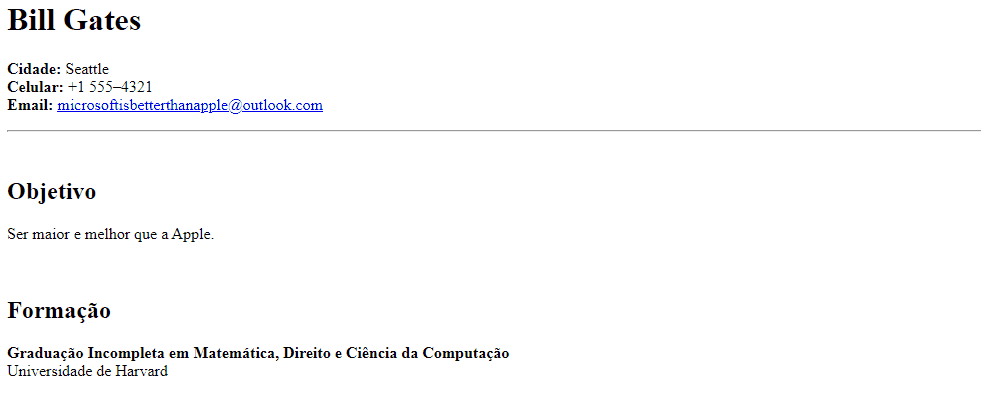 Bill Gates
Cidade: Seattle
Celular: +1 555–4321
Email: microsoftisbetterthanapple@outlook.com
Objetivo
Ser maior e melhor que a Apple.
Formação
Graduação Incompleta em Matemática, Direito e Ciência da Computação
Universidade de Harvard